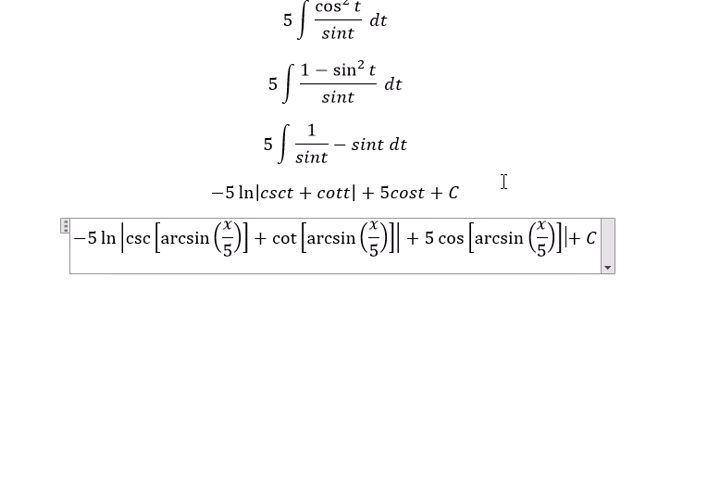 5 ∫ cos² t / sint dt
5 ∫ 1 − sin² t / sint dt
5 ∫ 1 / sint − sint dt
−5 ln|csct + cott| + 5cost + C
−5 ln |csc [arcsin (x/5)] + cot [arcsin (x/5)]| + 5 cos [arcsin (x/5)]|+ C